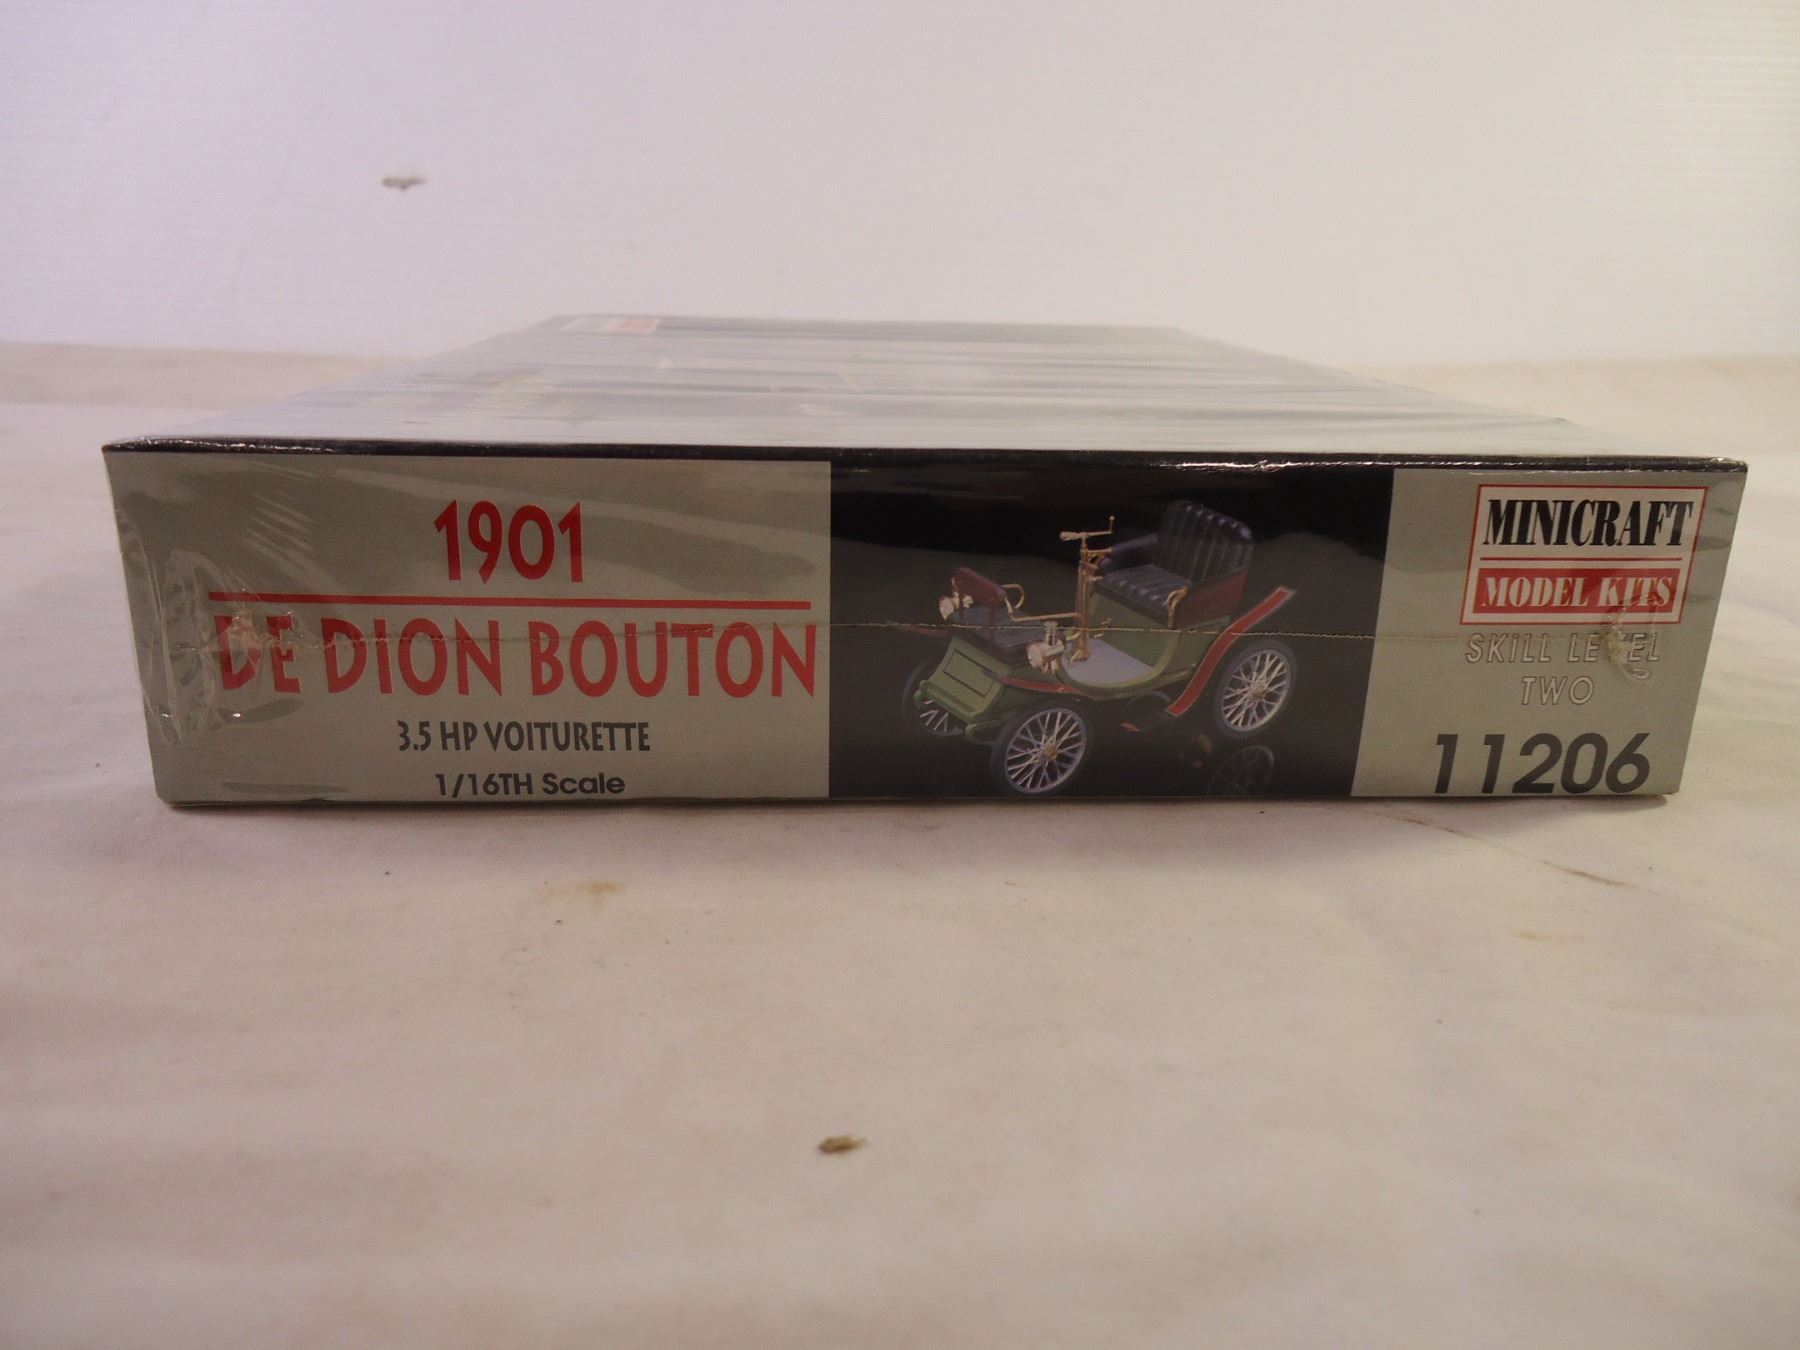 1901
DE DION BOUTON
3.5 HP VOITURETTE
1/16TH Scale
MINICRAFT
MODEL KITS
SKILL LEVEL
TWO
11206